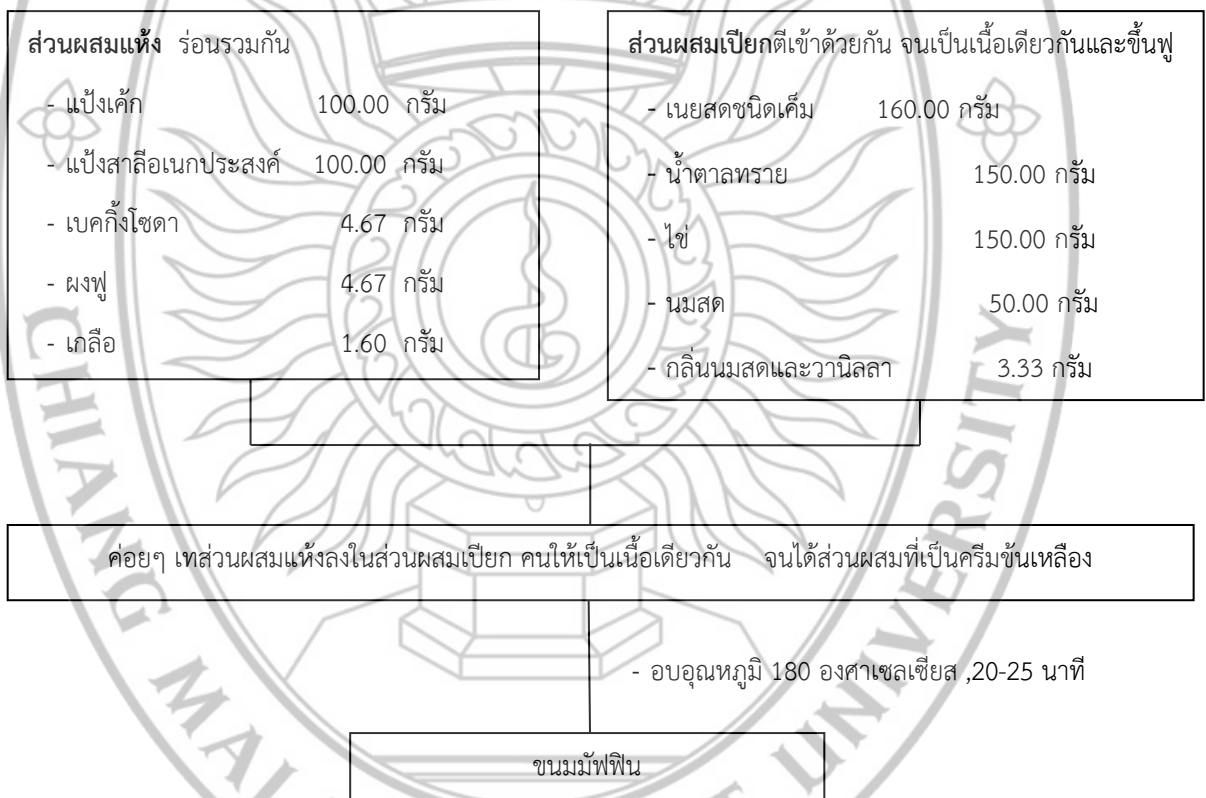 ส่วนผสมแห้ง ร่อนรวมกัน
- แป้งเค้ก 100.00 กรัม
- แป้งสาลีอเนกประสงค์ 100.00 กรัม
- เบคกิ้งโซดา 4.67 กรัม
- ผงฟู 4.67 กรัม
- เกลือ 1.60 กรัม
ส่วนผสมเปียกตีเข้าด้วยกัน จนเป็นเนื้อเดียวกันและขึ้นฟู
- เนยสดชนิดเค็ม 160.00 กรัม
- น้ำตาลทราย 150.00 กรัม
- ไข่ 150.00 กรัม
- นมสด 50.00 กรัม
- กลิ่นนมสดและวานิลลา 3.33 กรัม
ค่อยๆ เทส่วนผสมแห้งลงในส่วนผสมเปียก คนให้เป็นเนื้อเดียวกัน จนได้ส่วนผสมที่เป็นครีมข้นเหลือง
- อบอุณหภูมิ 180 องศาเซลเซียส ,20-25 นาที
ขนมมัฟฟิน
CHIANG MAI
UNIVERSITY